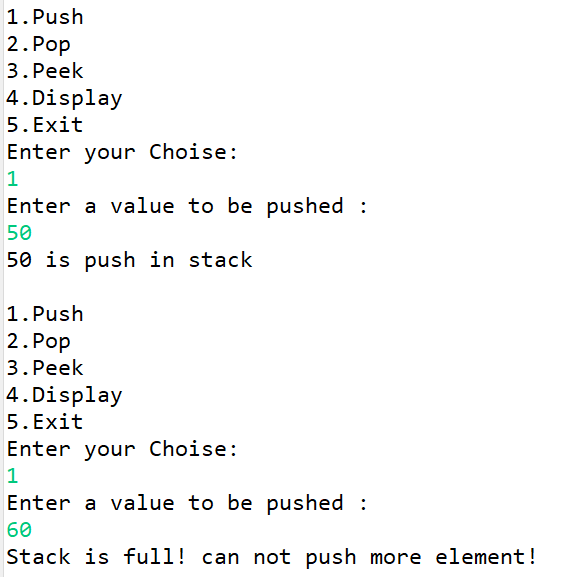 1.Push
2.Pop
3.Peek
4.Display
5.Exit
Enter your Choise:
1
Enter a value to be pushed :
50
50 is push in stack

1.Push
2.Pop
3.Peek
4.Display
5.Exit
Enter your Choise:
1
Enter a value to be pushed :
60
Stack is full! can not push more element!